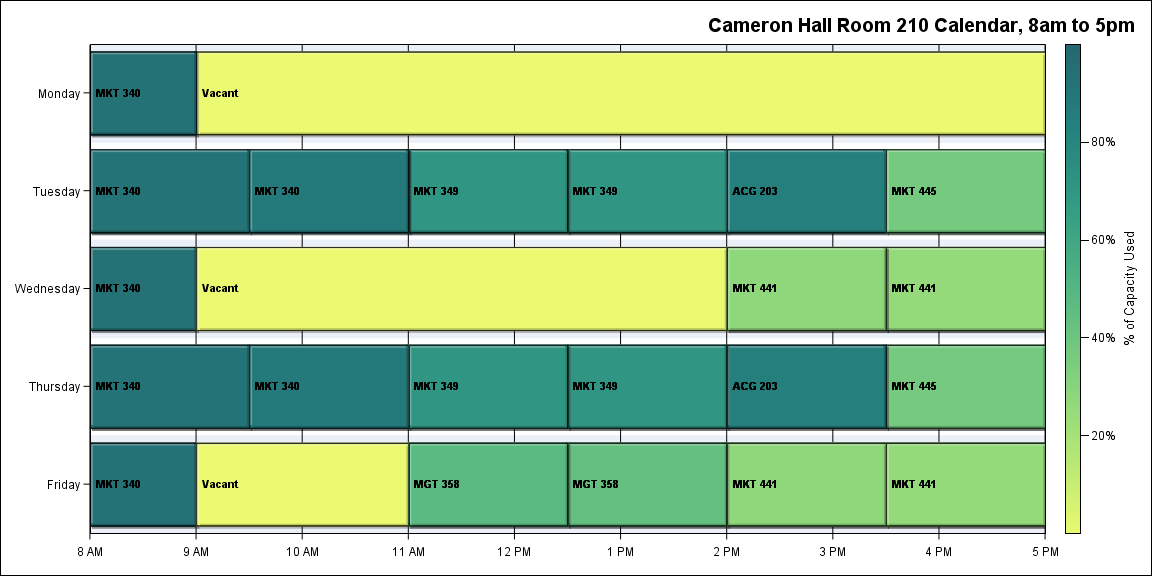 Cameron Hall Room 210 Calendar, 8am to 5pm
Monday MKT 340 Vacant
80%
Tuesday MKT 340 MKT 340 MKT 349 MKT 349 ACG 203 MKT 445
60%
Wednesday MKT 340 Vacant MKT 441 MKT 441
% of Capacity Used
40%
Thursday MKT 340 MKT 340 MKT 349 MKT 349 ACG 203 MKT 445
20%
Friday MKT 340 Vacant MGT 358 MGT 358 MKT 441 MKT 441
8 AM 9 AM 10 AM 11 AM 12 PM 1 PM 2 PM 3 PM 4 PM 5 PM